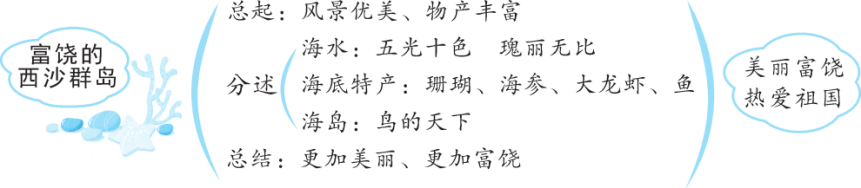 富饶的
西沙群岛
总起：风景优美、物产丰富
分述
海水：五光十色 瑰丽无比
海底特产：珊瑚、海参、大龙虾、鱼
海岛：鸟的天下
总结：更加美丽、更加富饶
美丽富饶
热爱祖国